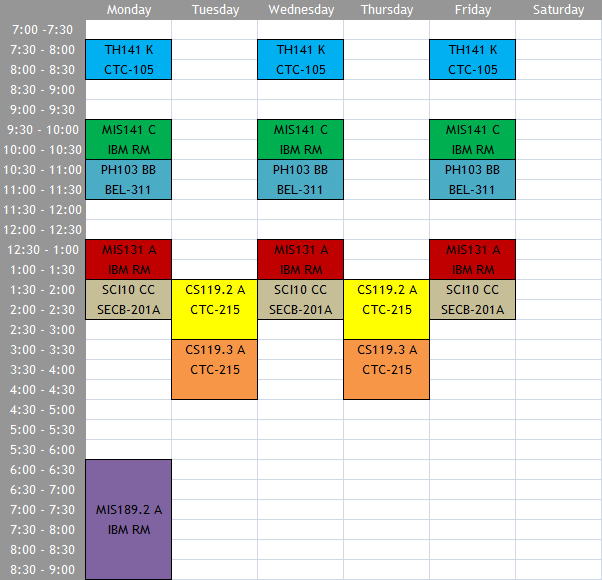 Monday Tuesday Wednesday Thursday Friday Saturday
7:00 -7:30
7:30 - 8:00 TH141 K TH141 K TH141 K
8:00 - 8:30 CTC-105 CTC-105 CTC-105
8:30 - 9:00
9:00 - 9:30
9:30 - 10:00 MIS141 C MIS141 C MIS141 C
10:00 - 10:30 IBM RM IBM RM IBM RM
10:30 - 11:00 PH103 BB PH103 BB PH103 BB
11:00 - 11:30 BEL-311 BEL-311 BEL-311
11:30 - 12:00
12:00 - 12:30
12:30 - 1:00 MIS131 A MIS131 A MIS131 A
1:00 - 1:30 IBM RM IBM RM IBM RM
1:30 - 2:00 SCI10 CC CS119.2 A SCI10 CC CS119.2 A SCI10 CC
2:00 - 2:30 SECB-201A CTC-215 SECB-201A CTC-215 SECB-201A
2:30 - 3:00
3:00 - 3:30 CS119.3 A CS119.3 A
3:30 - 4:00 CTC-215 CTC-215
4:00 - 4:30
4:30 - 5:00
5:00 - 5:30
5:30 - 6:00
6:00 - 6:30
6:30 - 7:00
7:00 - 7:30 MIS189.2 A
7:30 - 8:00 IBM RM
8:00 - 8:30
8:30 - 9:00